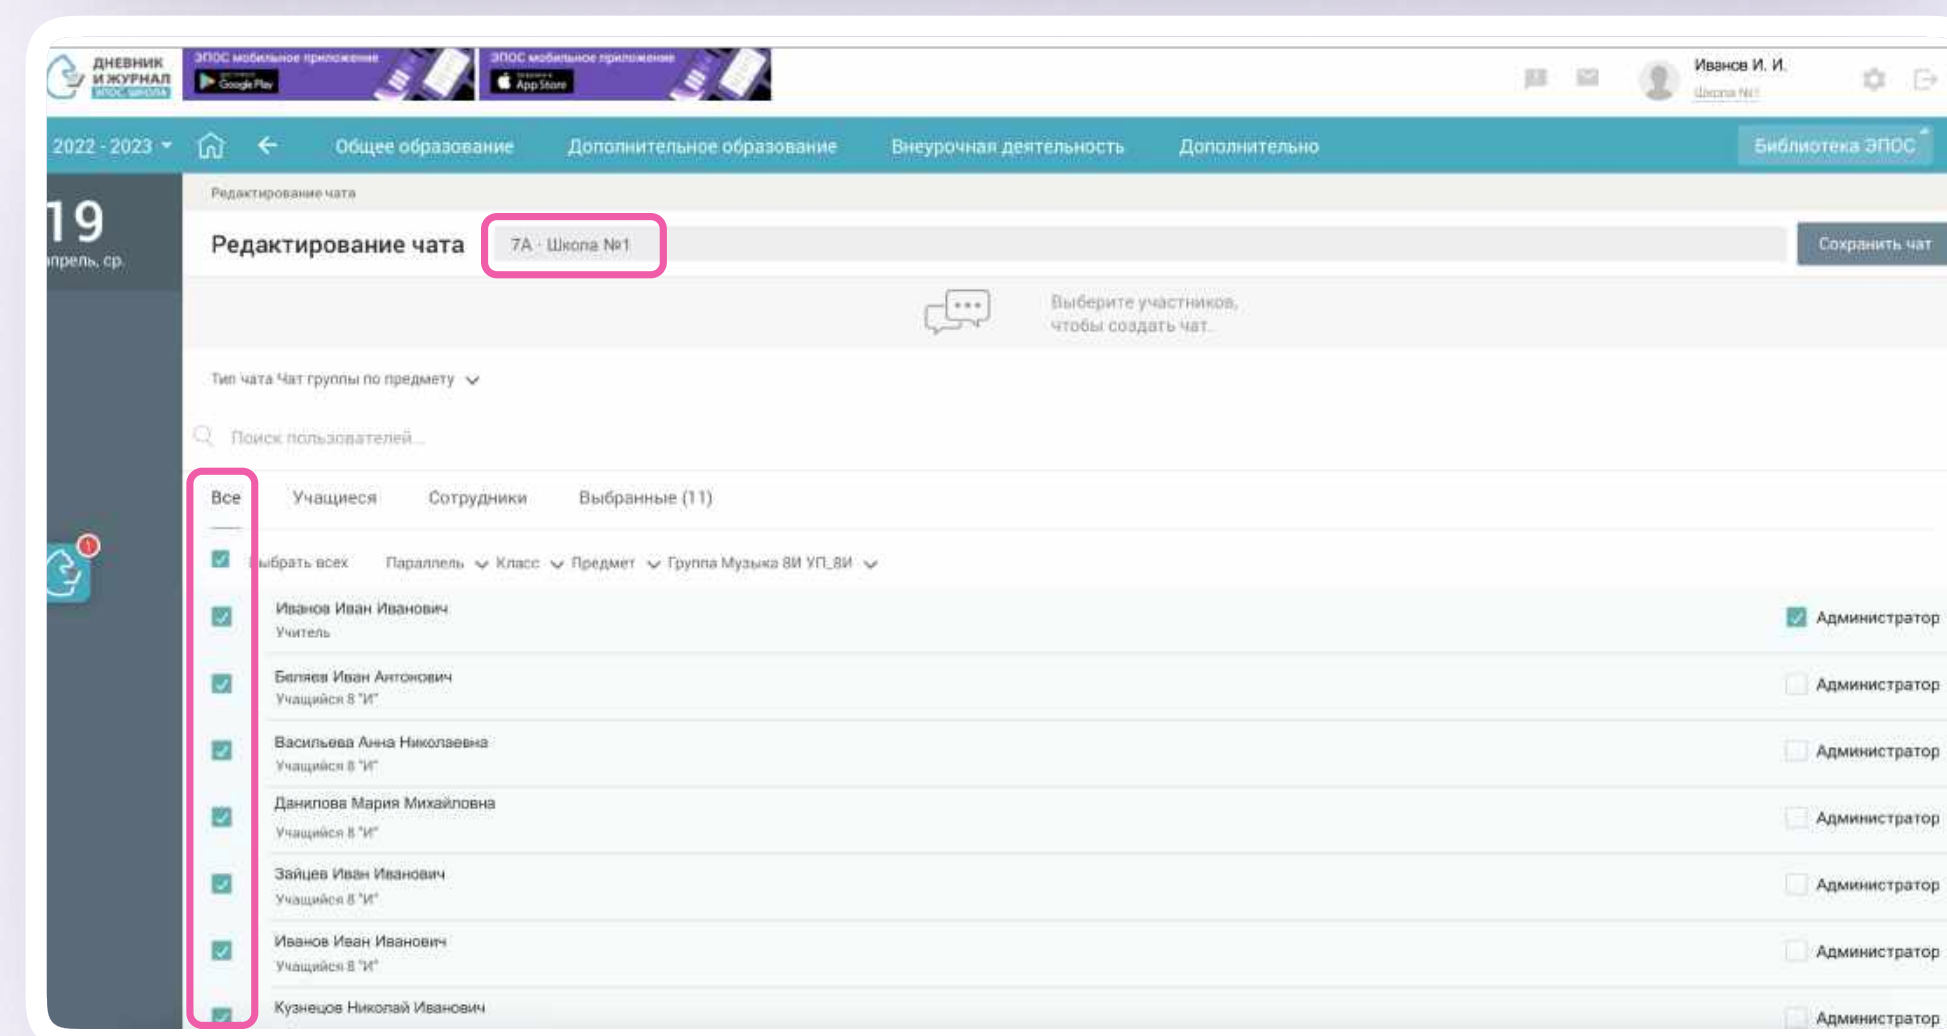 ДНЕВНИК
И ЖУРНАЛ
ЭПОС.ШКОЛА
ЭПОС мобильное приложение
Google Play
ЭПОС мобильное приложение
App Store
Иванов И. И.
Школа №1
2022 - 2023
Общее образование
Дополнительное образование
Внеурочная деятельность
Дополнительно
Библиотека ЭПОС
19
апрель, ср.
Редактирование чата
Редактирование чата
7А - Школа №1
Сохранить чат
Выберите участников,
чтобы создать чат.
Тип чата Чат группы по предмету
Поиск пользователей...
Все
Учащиеся
Сотрудники
Выбранные (11)
1
Выбрать всех
Параллель
Класс
Предмет
Группа Музыка 8И УП_8И
Иванов Иван Иванович
Учитель
Администратор
Беляев Иван Антонович
Учащийся 8 "И"
Администратор
Васильева Анна Николаевна
Учащийся 8 "И"
Администратор
Данилова Мария Михайловна
Учащийся 8 "И"
Администратор
Зайцев Иван Иванович
Учащийся 8 "И"
Администратор
Иванов Иван Иванович
Учащийся 8 "И"
Администратор
Кузнецов Николай Иванович
Администратор